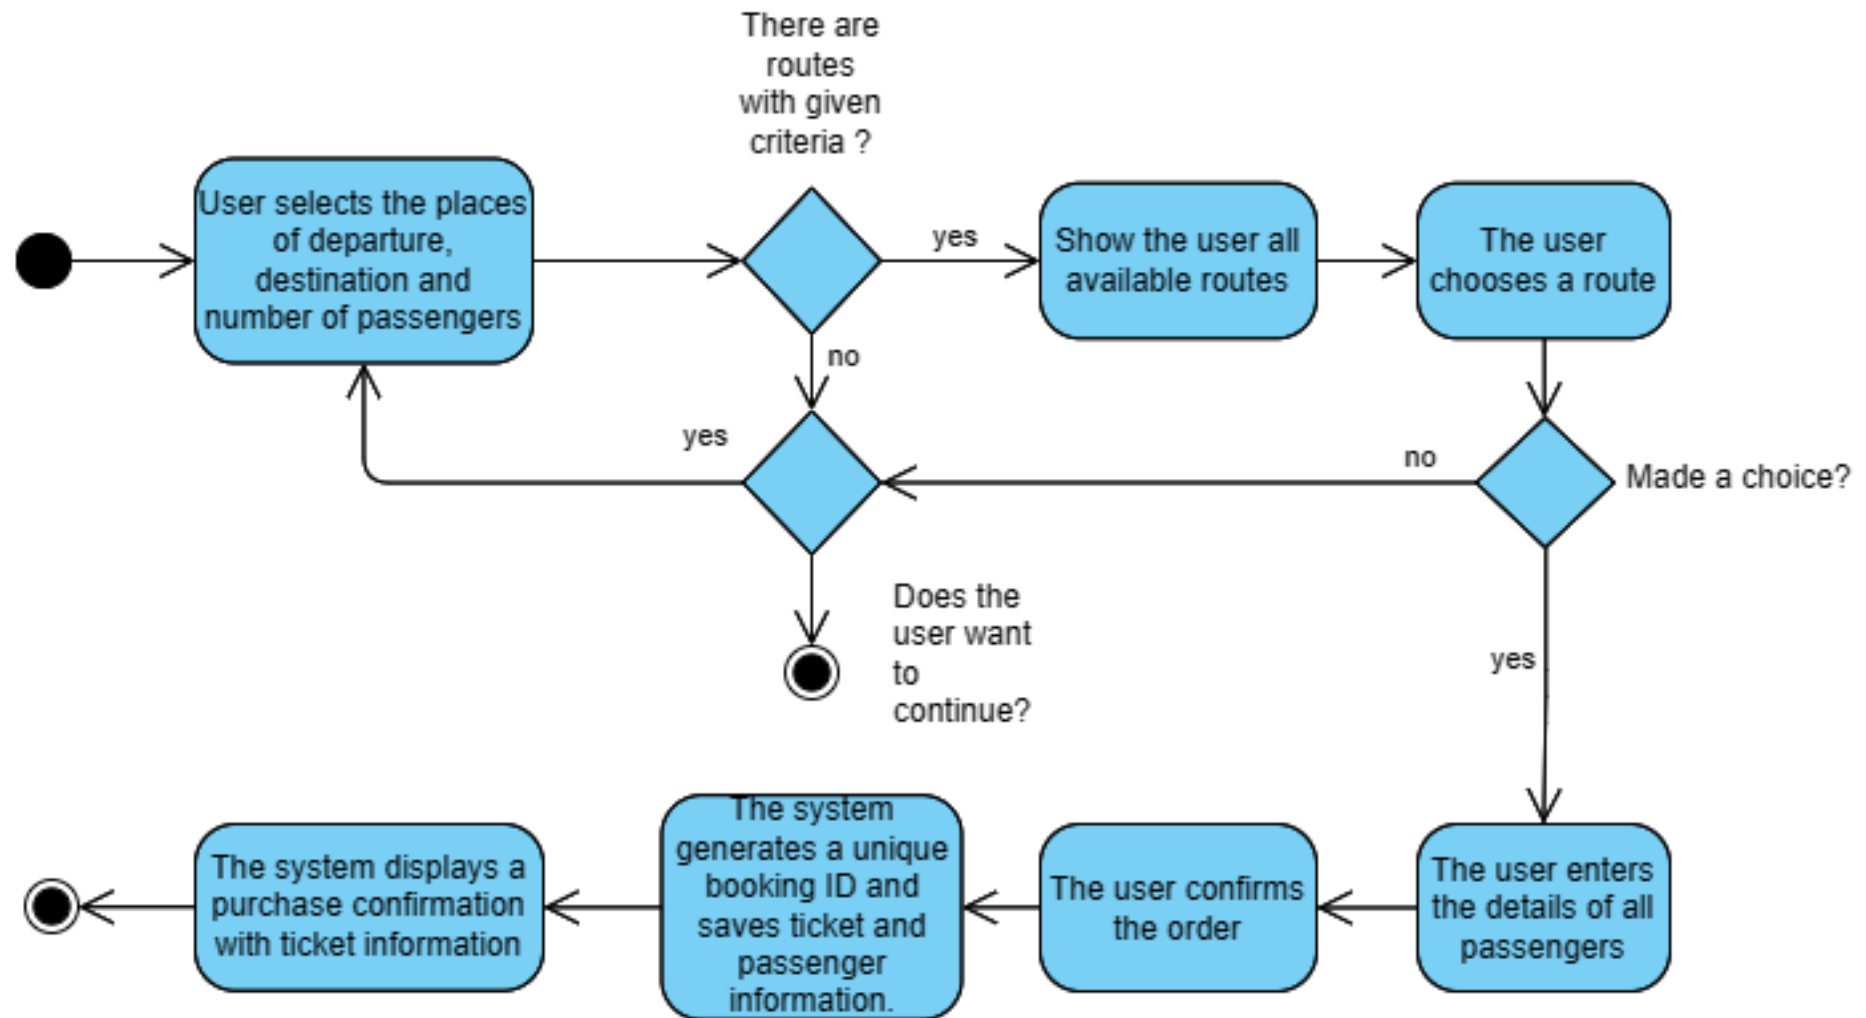 There are
routes
with given
criteria ?
User selects the places
of departure,
destination and
number of passengers
yes
Show the user all
available routes
The user
chooses a route
no
yes
no
Made a choice?
Does the
user want
to
continue?
yes
The system displays a
purchase confirmation
with ticket information
The system
generates a unique
booking ID and
saves ticket and
passenger
information.
The user confirms
the order
The user enters
the details of all
passengers